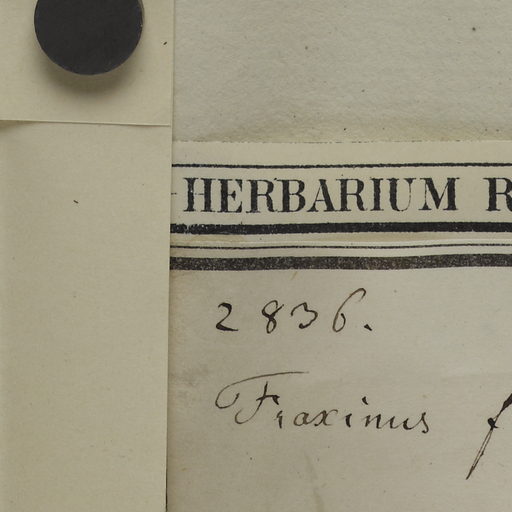 HERBARIUM R
2836.
Fraxinus f